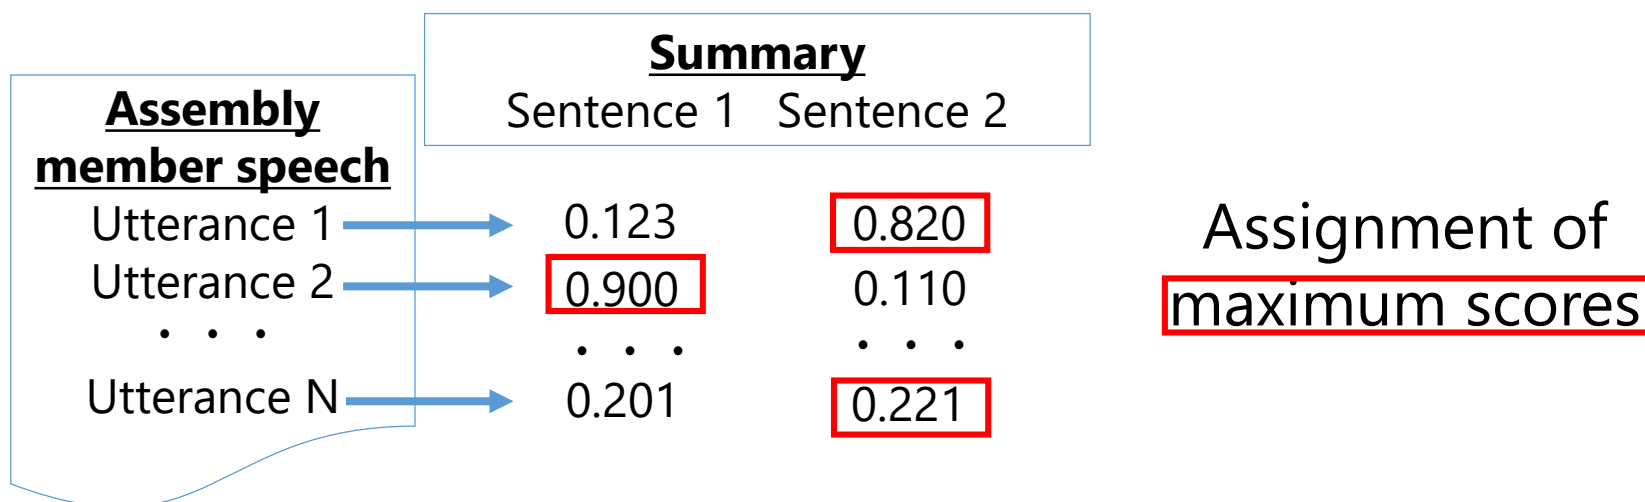 Summary
Sentence 1 Sentence 2
Assembly
member speech
Utterance 1 0.123 0.820
Utterance 2 0.900 0.110
・・・ ・・・ ・・・
Utterance N 0.201 0.221
Assignment of
maximum scores